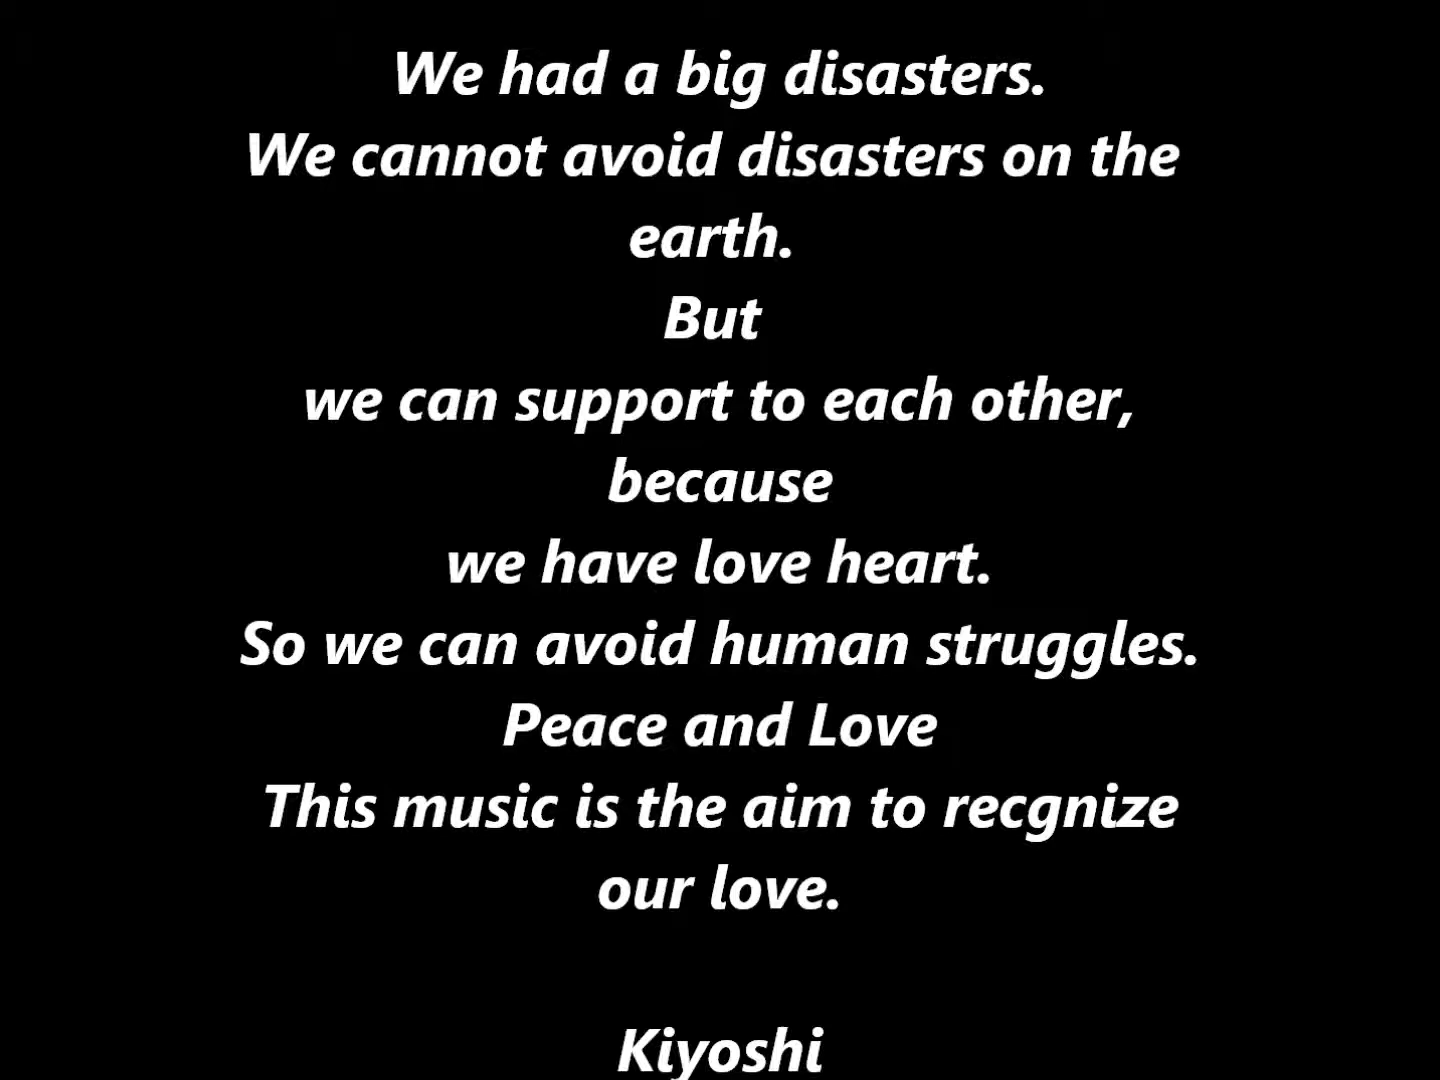 We had a big disasters.
We cannot avoid disasters on the
earth.
But
we can support to each other,
because
we have love heart.
So we can avoid human struggles.
Peace and Love
This music is the aim to recgnize
our love.
Kiyoshi